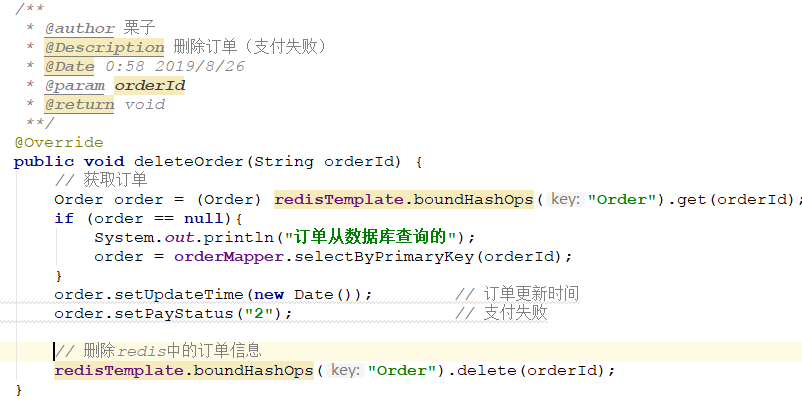 /**
* @author 栗子
* @Description 删除订单（支付失败）
* @Date 0:58 2019/8/26
* @param orderId
* @return void
**/
@Override
public void deleteOrder(String orderId) {
// 获取订单
Order order = (Order) redisTemplate.boundHashOps( key: "Order").get(orderId);
if (order == null){
System.out.println("订单从数据库查询的");
order = orderMapper.selectByPrimaryKey(orderId);
}
order.setUpdateTime(new Date()); // 订单更新时间
order.setPayStatus("2"); // 支付失败
// 删除redis中的订单信息
redisTemplate.boundHashOps( key: "Order").delete(orderId);
}